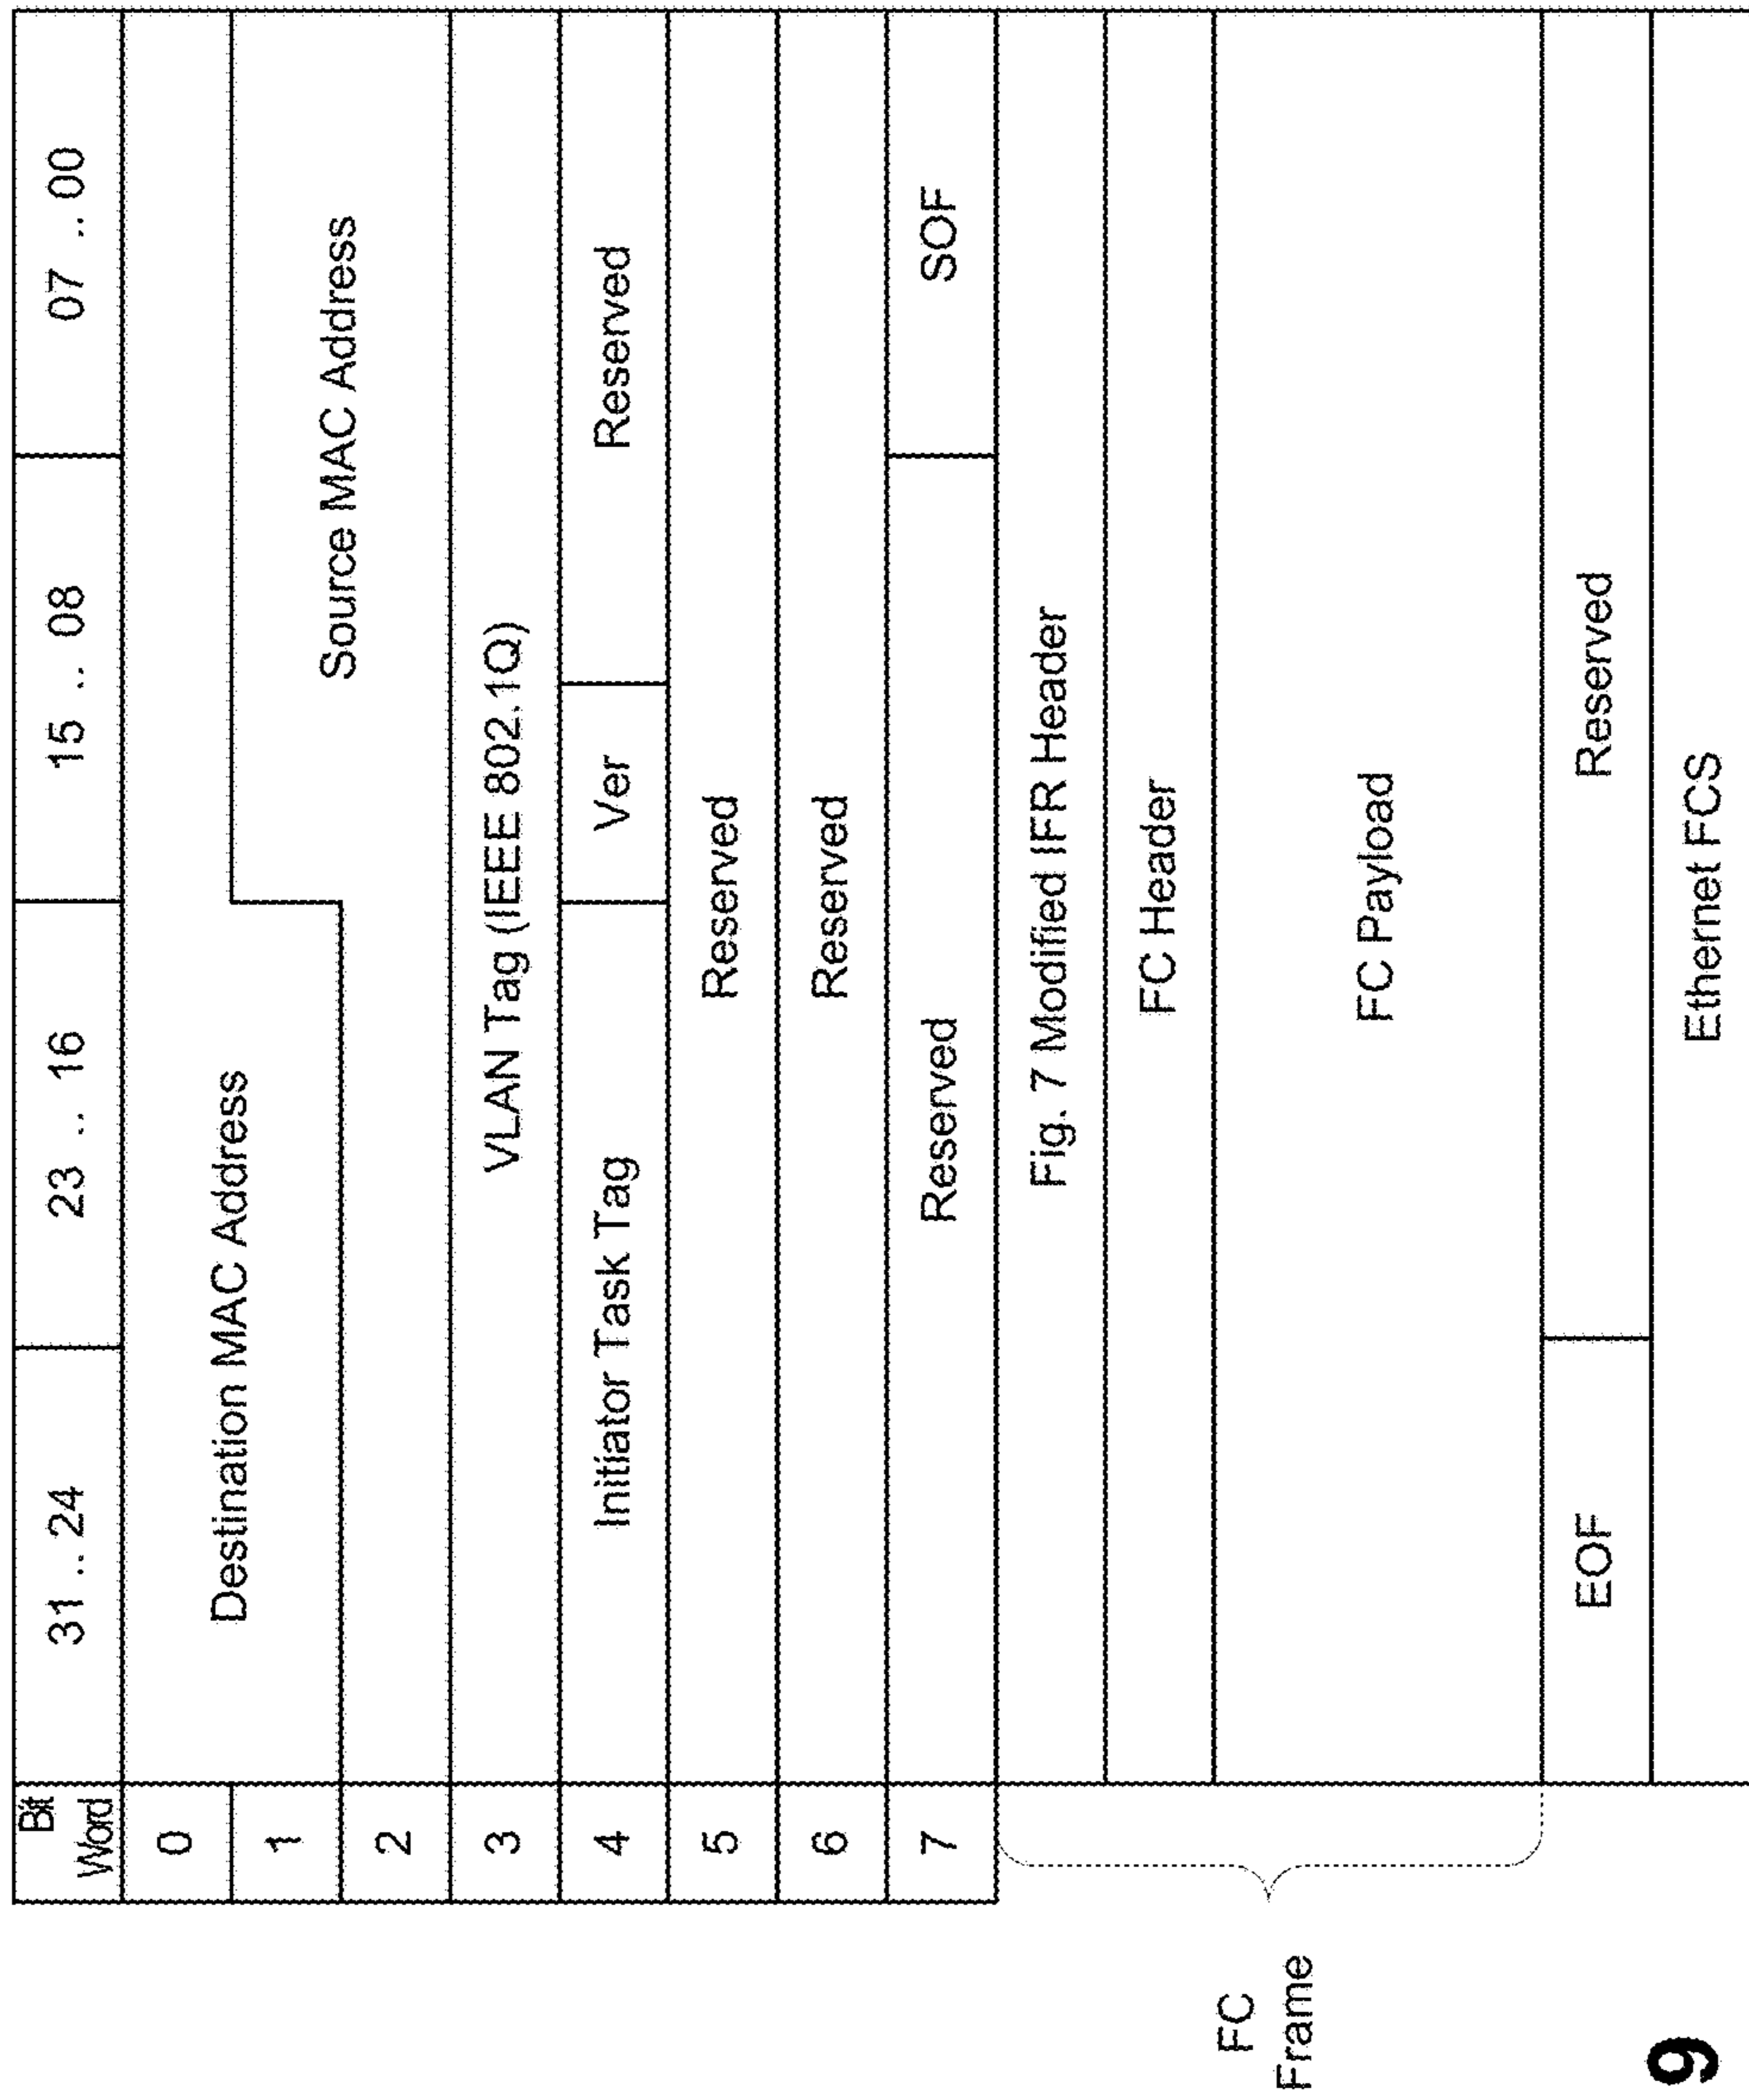 Bit
Word
31 .. 24
23 .. 16
15 .. 08
07 .. 00
0
Destination MAC Address
1
Source MAC Address
2
3
VLAN Tag (IEEE 802.1Q)
4
Initiator Task Tag
Ver
Reserved
5
Reserved
6
Reserved
7
Reserved
SOF
Fig. 7 Modified IFR Header
FC Header
FC
Frame
FC Payload
EOF
Reserved
Ethernet FCS
9